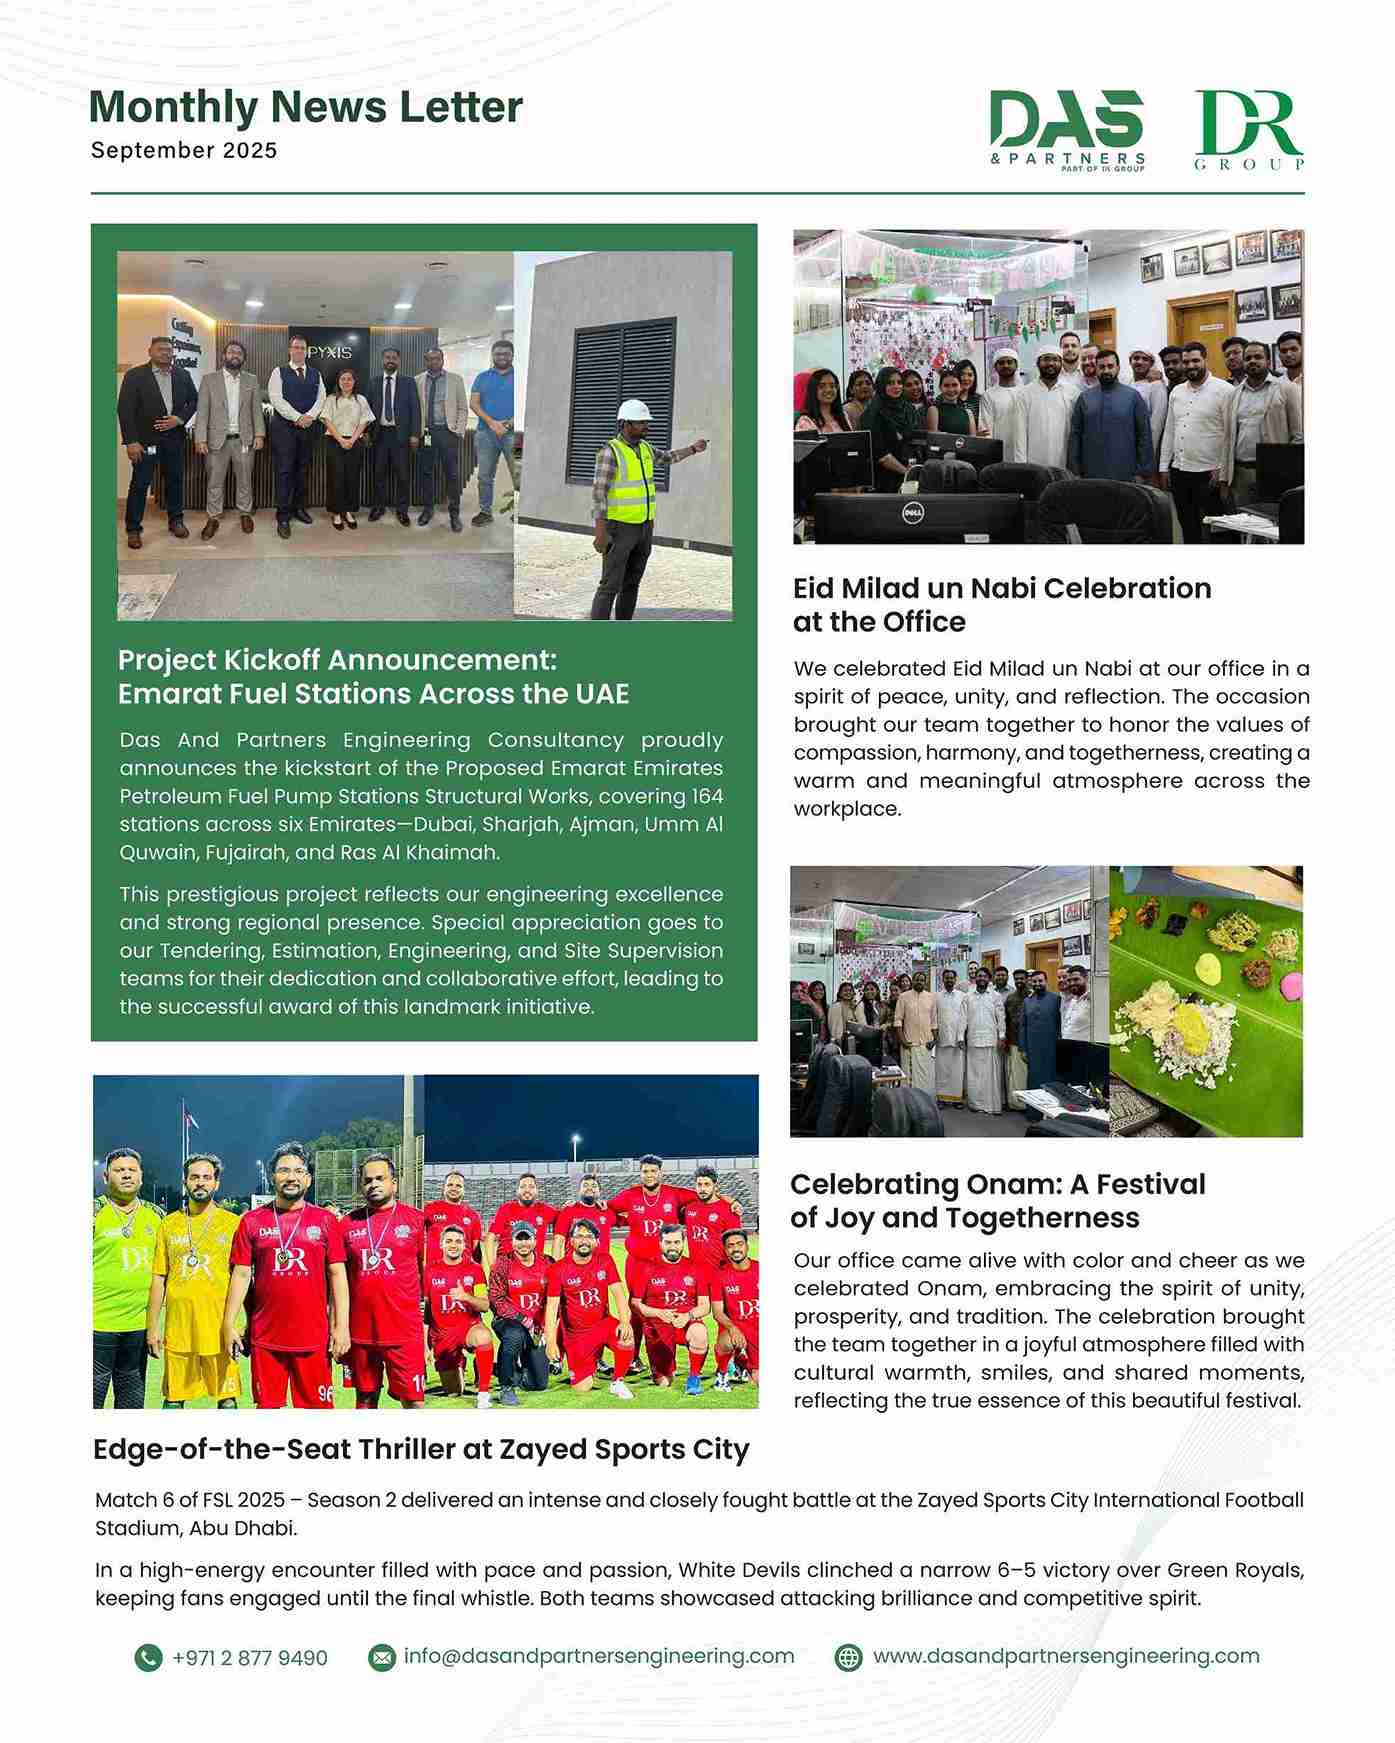 Monthly News Letter
September 2025
DAS
& PARTNERS
DR
GROUP
PYXIS
Project Kickoff Announcement:
Emarat Fuel Stations Across the UAE
Das And Partners Engineering Consultancy proudly
announces the kickstart of the Proposed Emarat Emirates
Petroleum Fuel Pump Stations Structural Works, covering 164
stations across six Emirates—Dubai, Sharjah, Ajman, Umm Al
Quwain, Fujairah, and Ras Al Khaimah.
This prestigious project reflects our engineering excellence
and strong regional presence. Special appreciation goes to
our Tendering, Estimation, Engineering, and Site Supervision
teams for their dedication and collaborative effort, leading to
the successful award of this landmark initiative.
DELL
Eid Milad un Nabi Celebration
at the Office
We celebrated Eid Milad un Nabi at our office in a
spirit of peace, unity, and reflection. The occasion
brought our team together to honor the values of
compassion, harmony, and togetherness, creating a
warm and meaningful atmosphere across the
workplace.
Celebrating Onam: A Festival
of Joy and Togetherness
Our office came alive with color and cheer as we
celebrated Onam, embracing the spirit of unity,
prosperity, and tradition. The celebration brought
the team together in a joyful atmosphere filled with
cultural warmth, smiles, and shared moments,
reflecting the true essence of this beautiful festival.
DAS
DR
GROUP
96
Edge-of-the-Seat Thriller at Zayed Sports City
Match 6 of FSL 2025 – Season 2 delivered an intense and closely fought battle at the Zayed Sports City International Football
Stadium, Abu Dhabi.
In a high-energy encounter filled with pace and passion, White Devils clinched a narrow 6–5 victory over Green Royals,
keeping fans engaged until the final whistle. Both teams showcased attacking brilliance and competitive spirit.
+971 2 877 9490
info@dasandpartnersengineering.com
www.dasandpartnersengineering.com